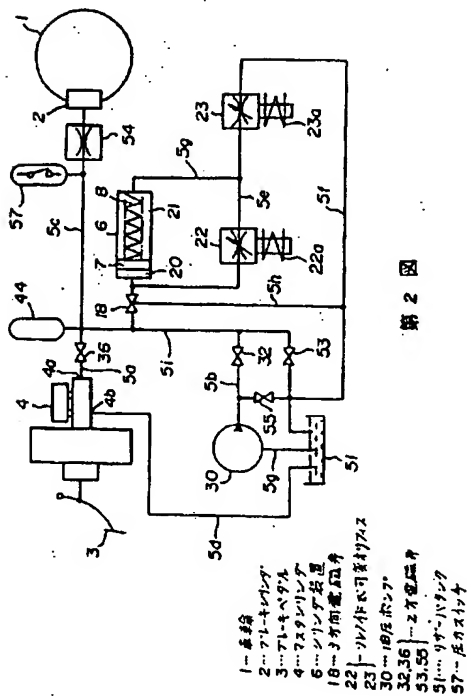 1
2
54
57
5c
44
36
4a
5a
4
4b
3
5d
8
6
7
21
20
18
5g
23
23a
5e
22
22a
5f
5h
5i
32
53
5b
55
30
5g
51
第2図
1…車輪
2…ブレーキシリンダ
3…ブレーキペダル
4…マスタシリンダ
6…シリンダ装置
18…3方向電磁弁
22
23
…ソレノイド式可変オリフィス
30…油圧ポンプ
32,36
53,55
…2方電磁弁
51…リザーバタンク
57…圧力スイッチ